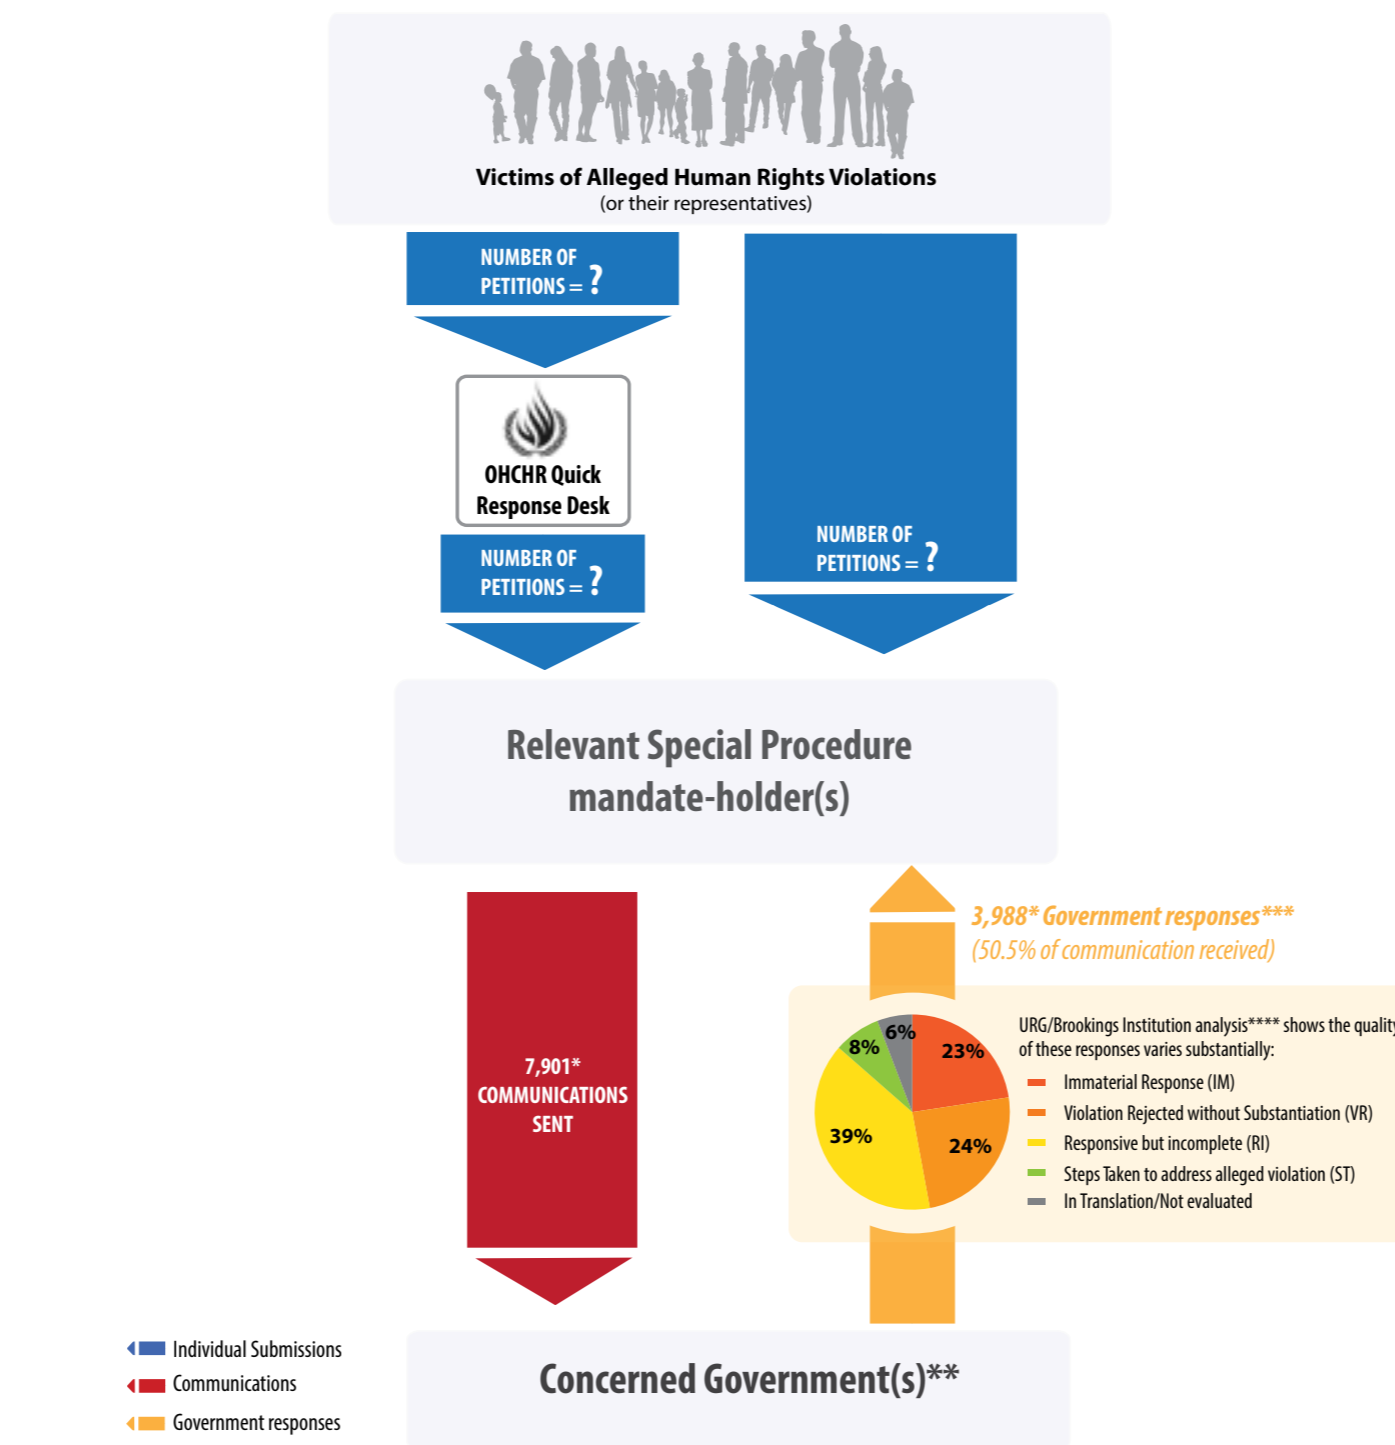 Victims of Alleged Human Rights Violations
(or their representatives)
NUMBER OF
PETITIONS = ?
OHCHR Quick
Response Desk
NUMBER OF
PETITIONS = ?
NUMBER OF
PETITIONS = ?
Relevant Special Procedure
mandate-holder(s)
3,988* Government responses***
(50.5% of communication received)
7,901*
COMMUNICATIONS
SENT
6%
8%
23%
39%
24%
URG/Brookings Institution analysis**** shows the quality
of these responses varies substantially:
Immaterial Response (IM)
Violation Rejected without Substantiation (VR)
Responsive but incomplete (RI)
Steps Taken to address alleged violation (ST)
In Translation/Not evaluated
Concerned Government(s)**
Individual Submissions
Communications
Government responses